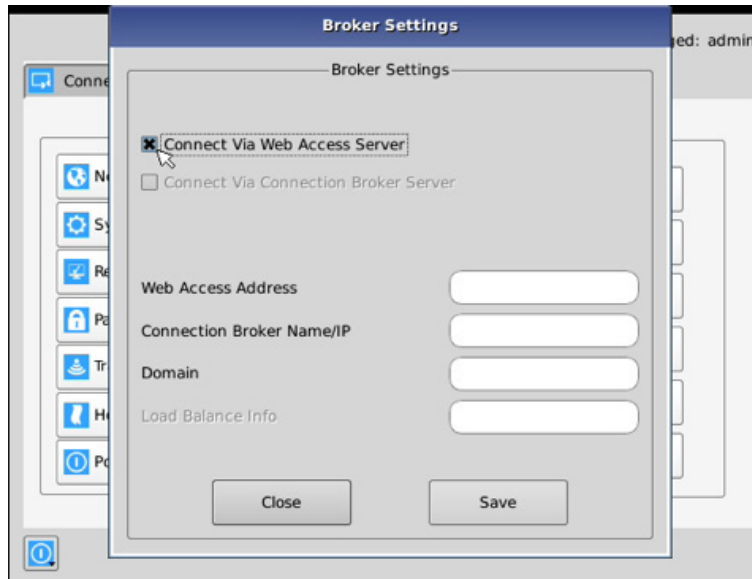 Broker Settings
ged: admin
Broker Settings
Conne
Connect Via Web Access Server
Connect Via Connection Broker Server
Web Access Address
Connection Broker Name/IP
Domain
Load Balance Info
Close
Save